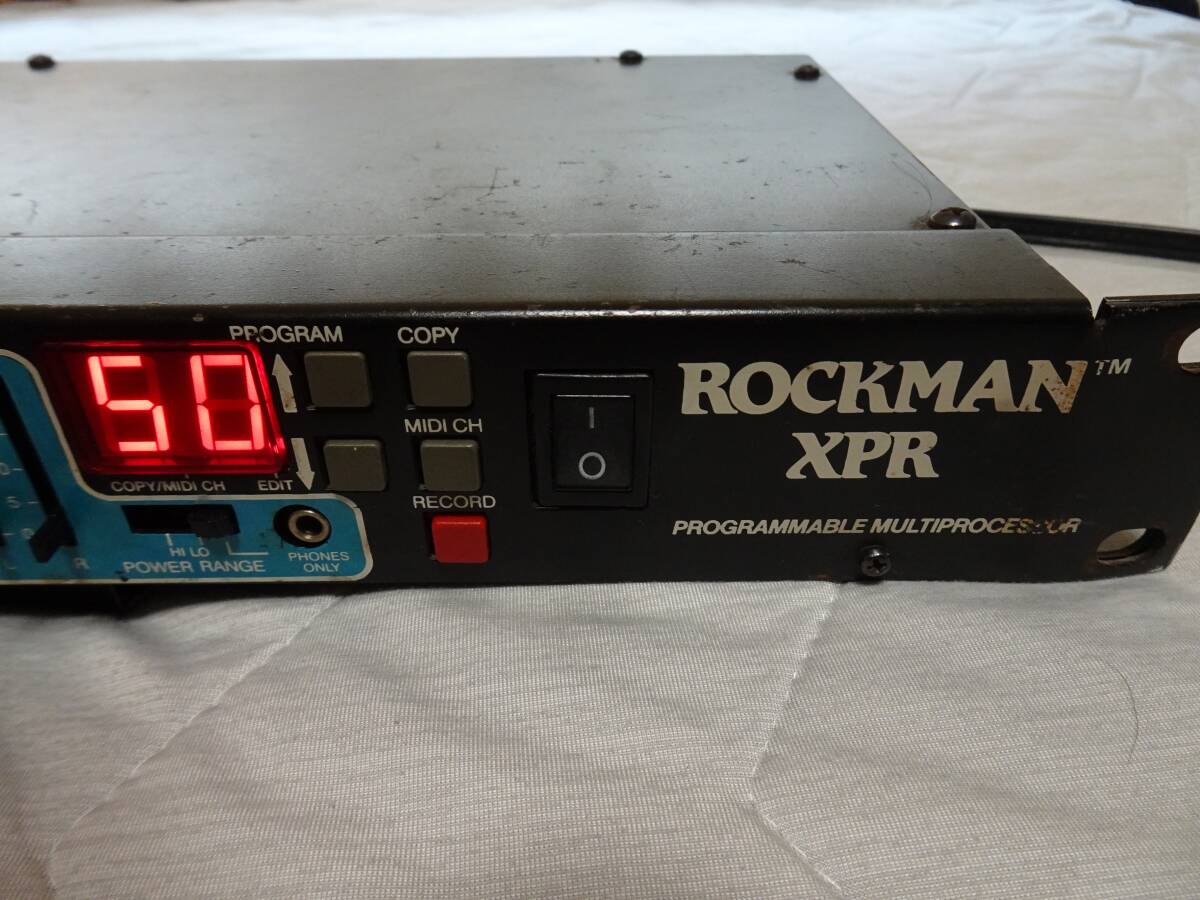 PROGRAM
COPY
50
MIDI CH
COPY/MIDI CH EDIT
RECORD
HI LO
POWER RANGE
PHONES
ONLY
5
R
I
O
ROCKMAN™
XPR
PROGRAMMABLE MULTIPROCESSOR